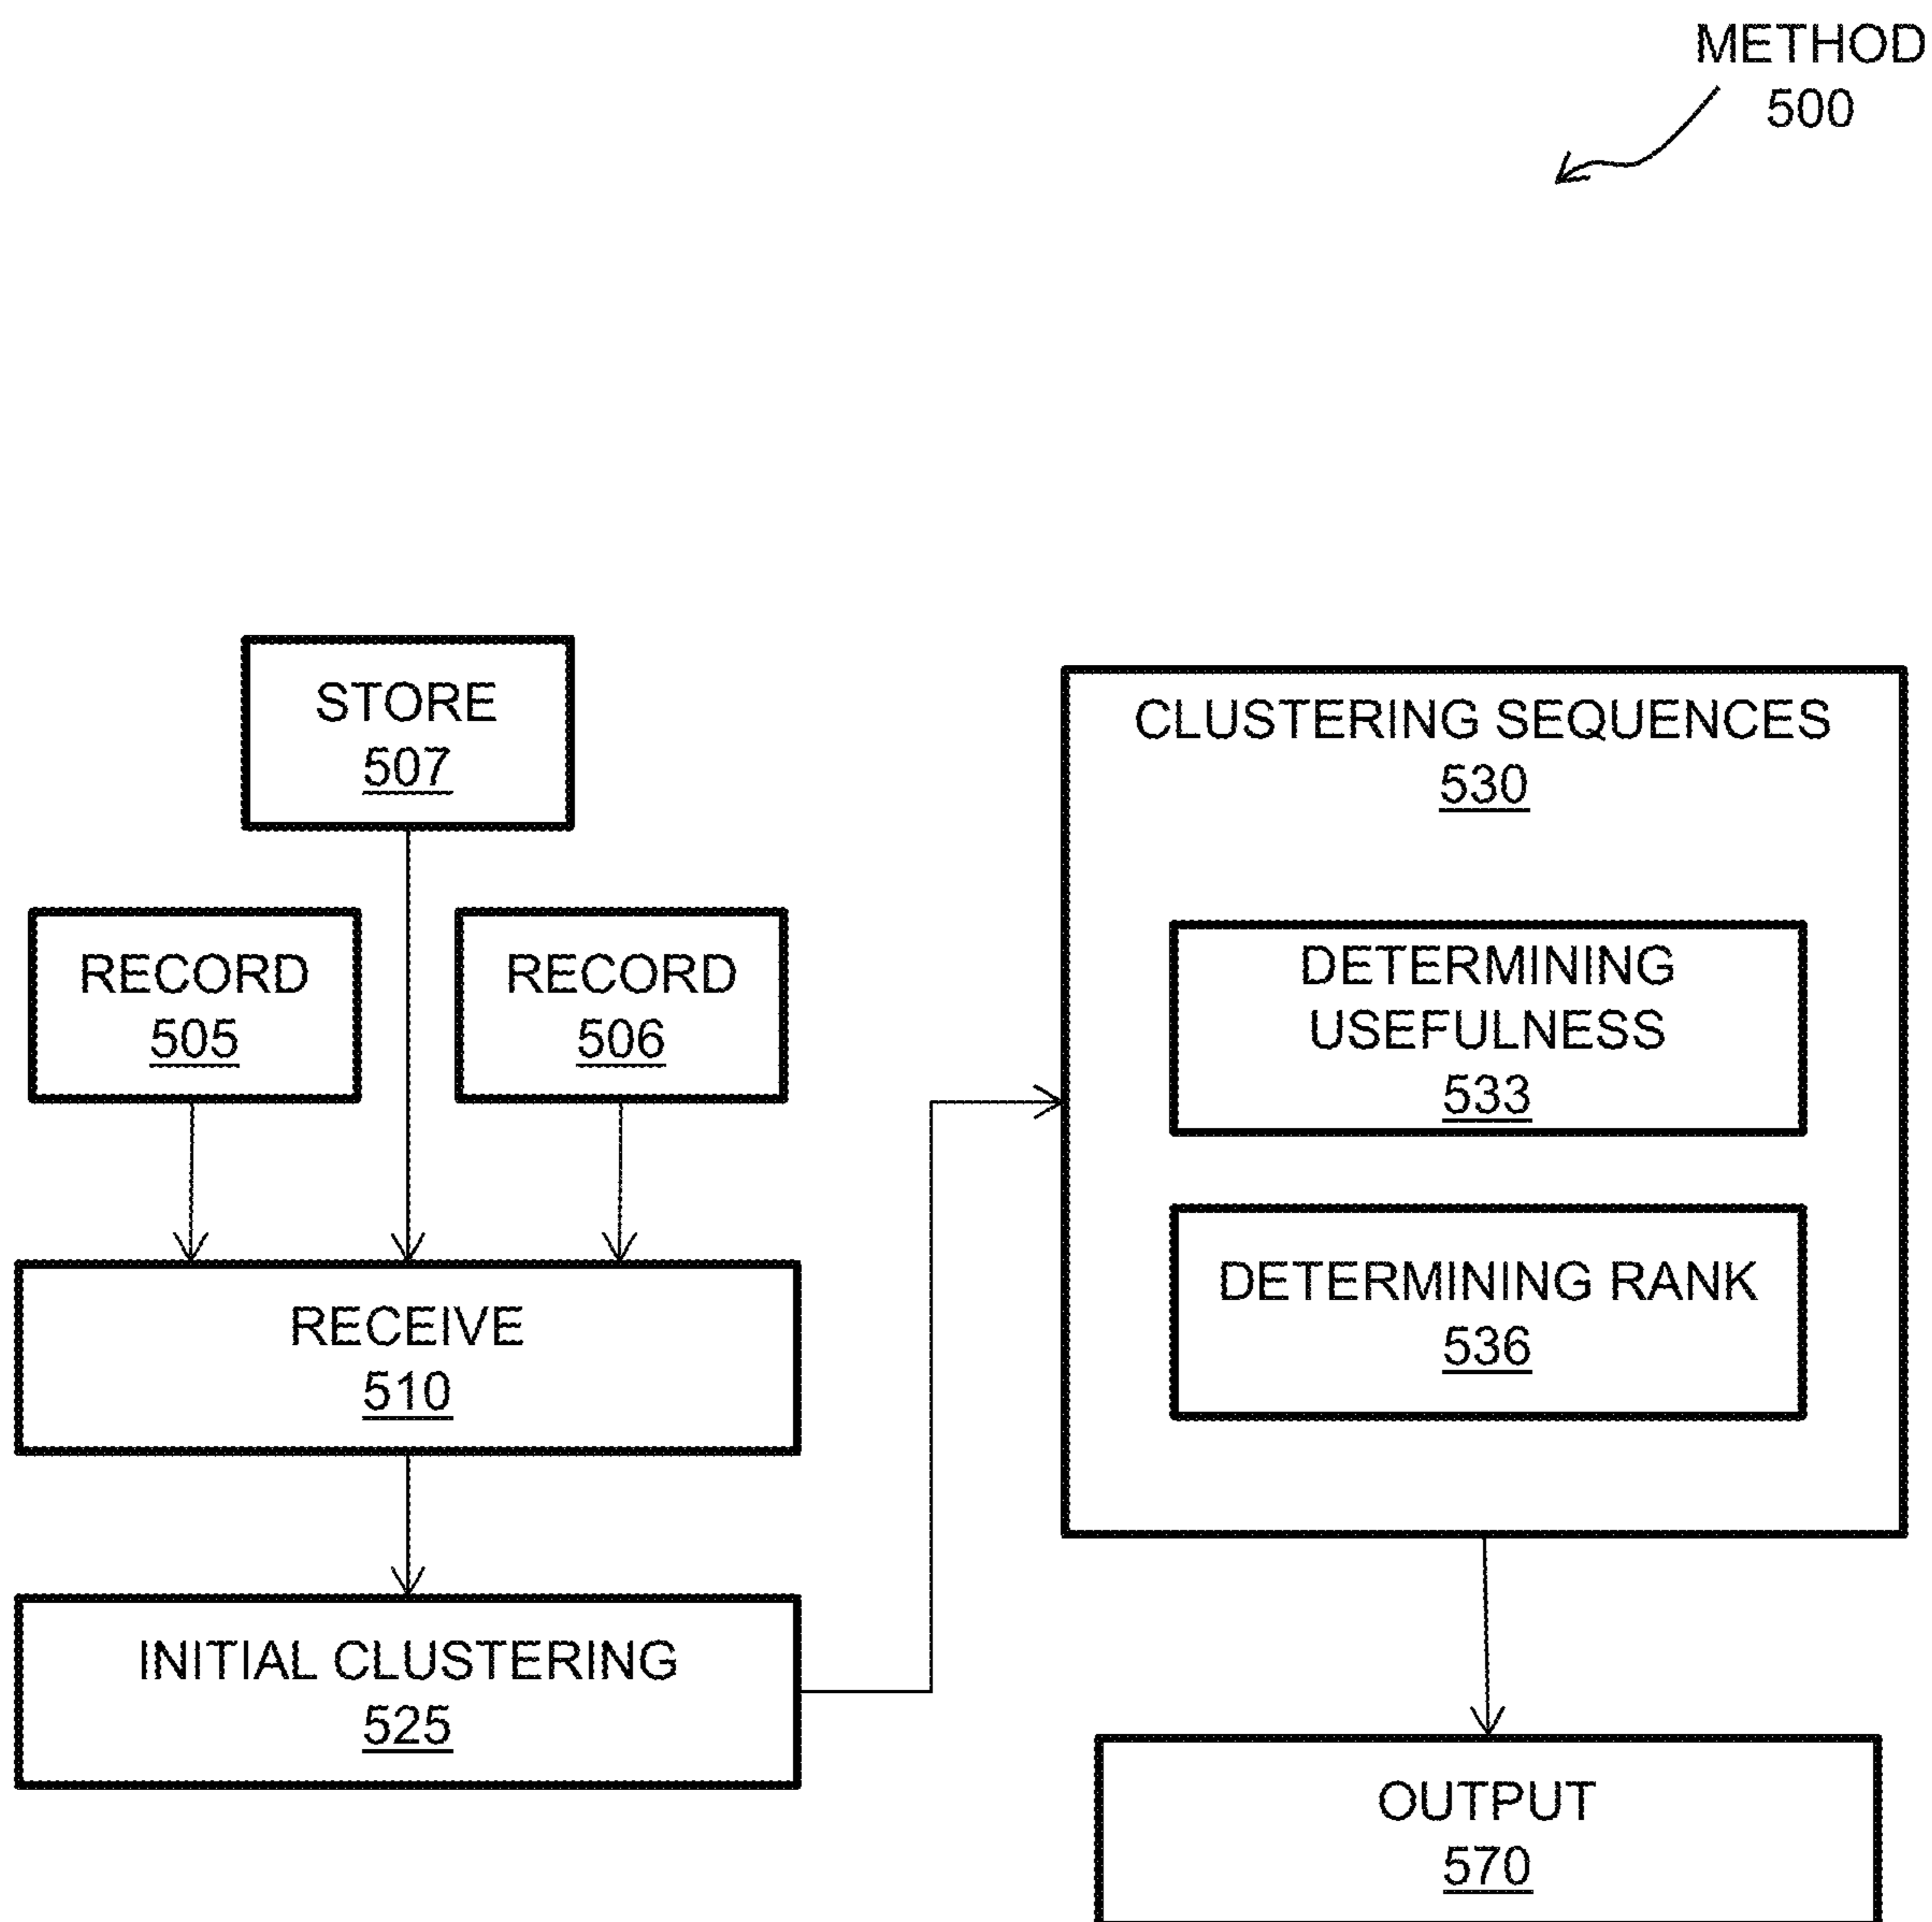 METHOD
500
STORE
507
RECORD
505
RECORD
506
RECEIVE
510
INITIAL CLUSTERING
525
CLUSTERING SEQUENCES
530
DETERMINING
USEFULNESS
533
DETERMINING RANK
536
OUTPUT
570